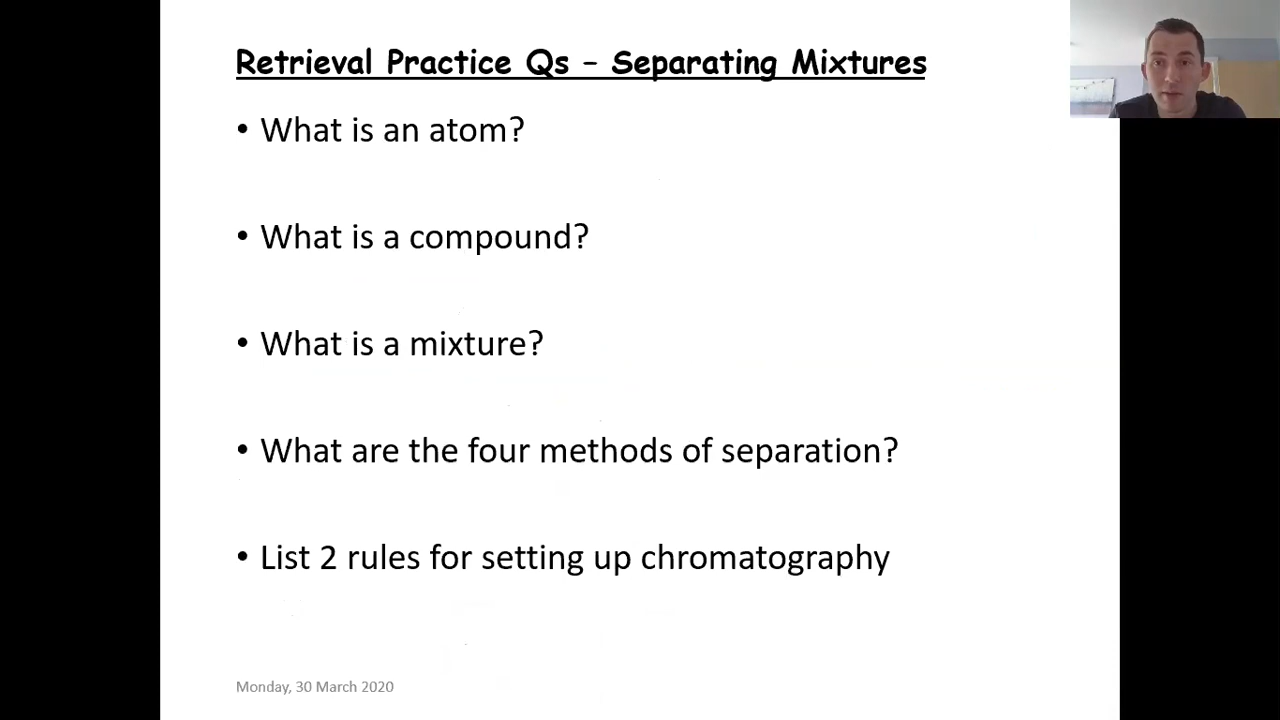 Retrieval Practice Qs – Separating Mixtures
• What is an atom?
• What is a compound?
• What is a mixture?
• What are the four methods of separation?
• List 2 rules for setting up chromatography
Monday, 30 March 2020